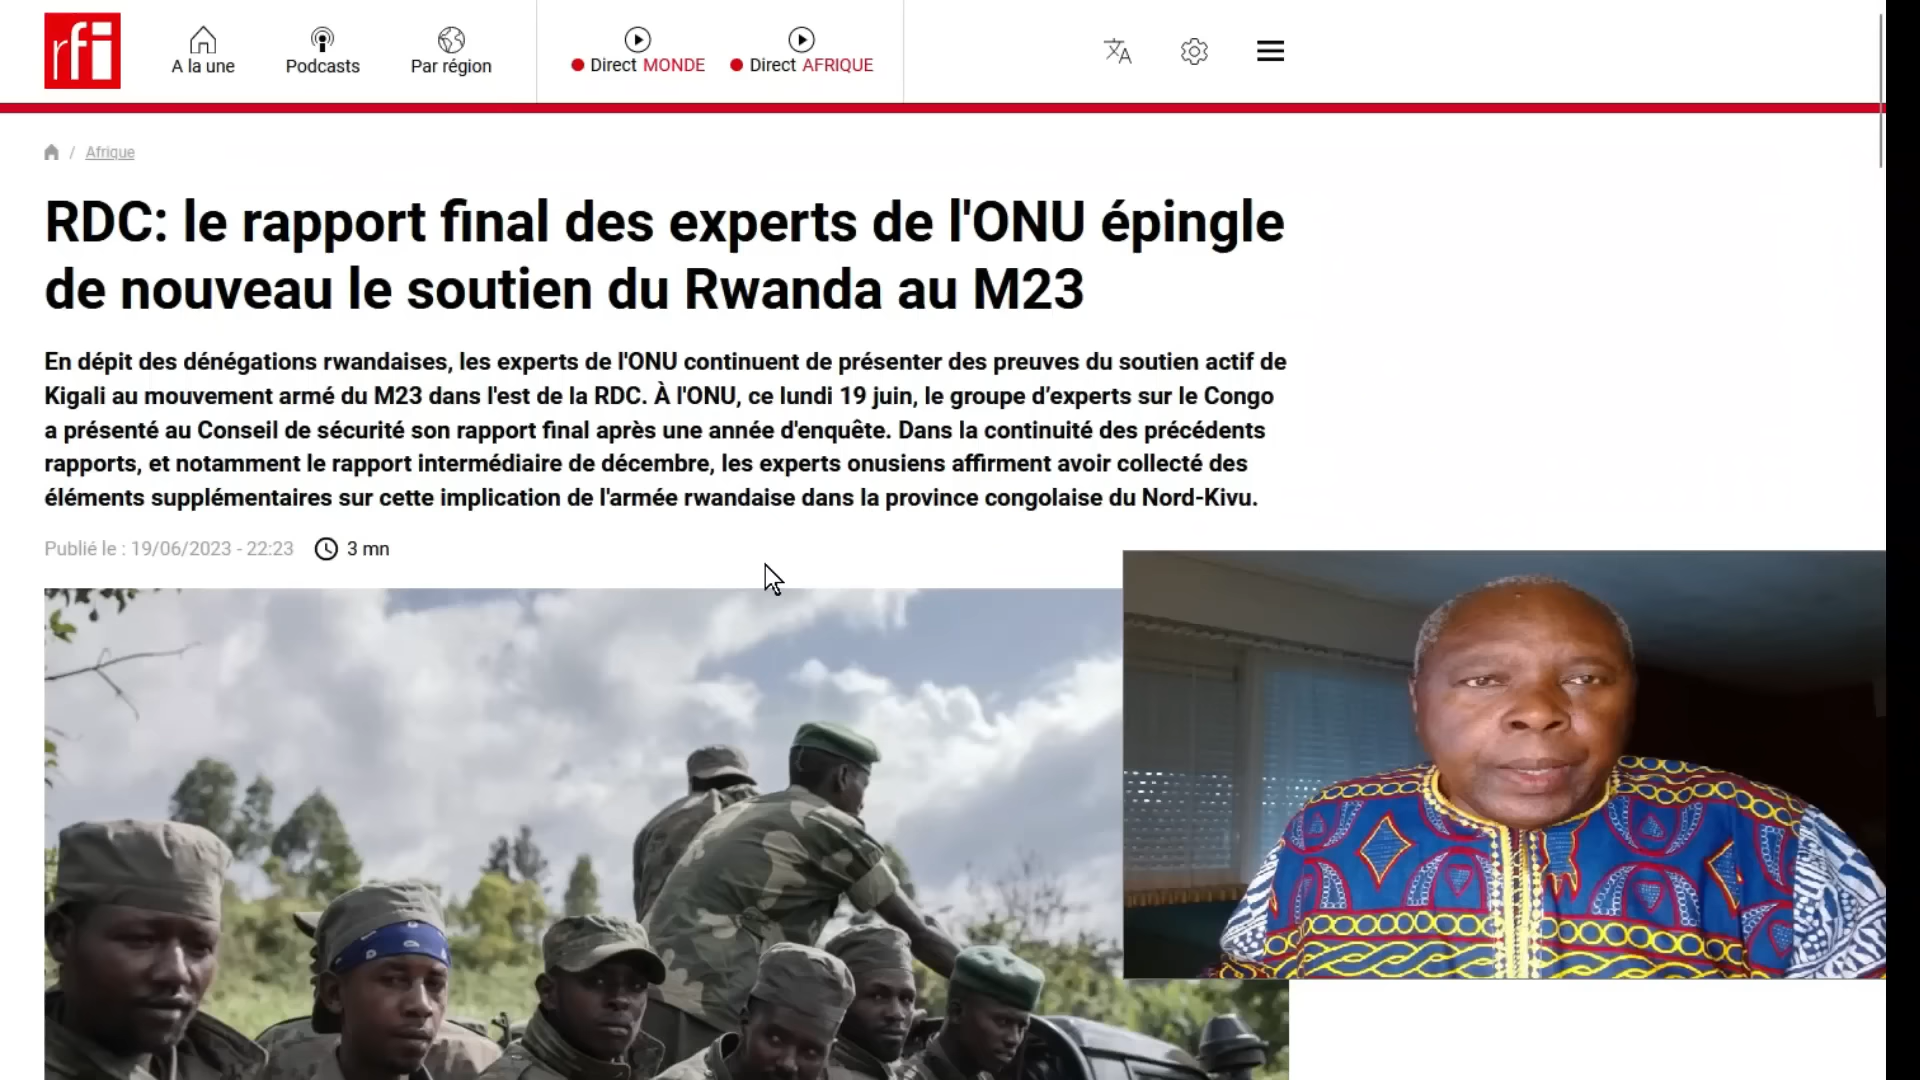 rfi
A la une
Podcasts
Par région
Direct MONDE
Direct AFRIQUE
Afrique
RDC: le rapport final des experts de l'ONU épingle
de nouveau le soutien du Rwanda au M23
En dépit des dénégations rwandaises, les experts de l'ONU continuent de présenter des preuves du soutien actif de
Kigali au mouvement armé du M23 dans l'est de la RDC. À l'ONU, ce lundi 19 juin, le groupe d’experts sur le Congo
a présenté au Conseil de sécurité son rapport final après une année d'enquête. Dans la continuité des précédents
rapports, et notamment le rapport intermédiaire de décembre, les experts onusiens affirment avoir collecté des
éléments supplémentaires sur cette implication de l'armée rwandaise dans la province congolaise du Nord-Kivu.
Publié le : 19/06/2023 - 22:23 3 mn